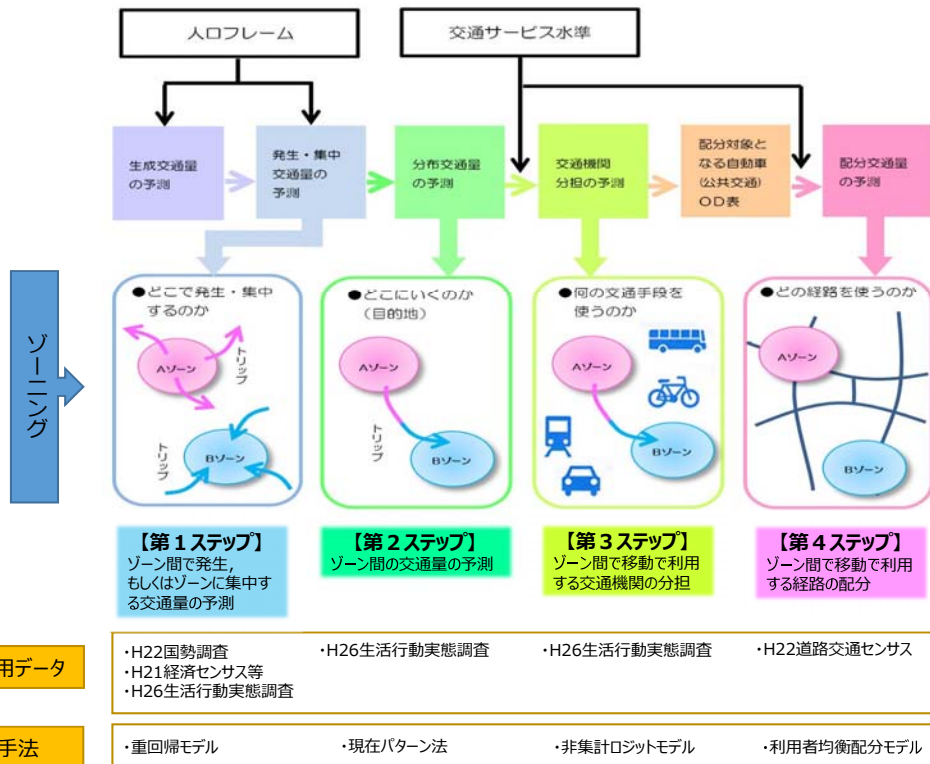 人口フレーム
交通サービス水準
生成交通量
の予測
発生・集中
交通量の
予測
分布交通量
の予測
交通機関
分担の予測
配分対象と
なる自動車
(公共交通)
OD表
配分交通量
の予測
ゾーニング
●どこで発生・集中
するのか
Aゾーン
トリップ
トリップ
Bゾーン
●どこにいくのか
(目的地)
Aゾーン
トリップ
Bゾーン
●何の交通手段を
使うのか
Aゾーン
Bゾーン
●どの経路を使うのか
Aゾーン
Bゾーン
【第1ステップ】
ゾーン間で発生,
もしくはゾーンに集中す
る交通量の予測
【第2ステップ】
ゾーン間の交通量の予測
【第3ステップ】
ゾーン間で移動で利用
する交通機関の分担
【第4ステップ】
ゾーン間で移動で利用
する経路の配分
用データ
・H22国勢調査
・H21経済センサス等
・H26生活行動実態調査
・H26生活行動実態調査
・H26生活行動実態調査
・H22道路交通センサス
手法
・重回帰モデル
・現在パターン法
・非集計ロジットモデル
・利用者均衡配分モデル